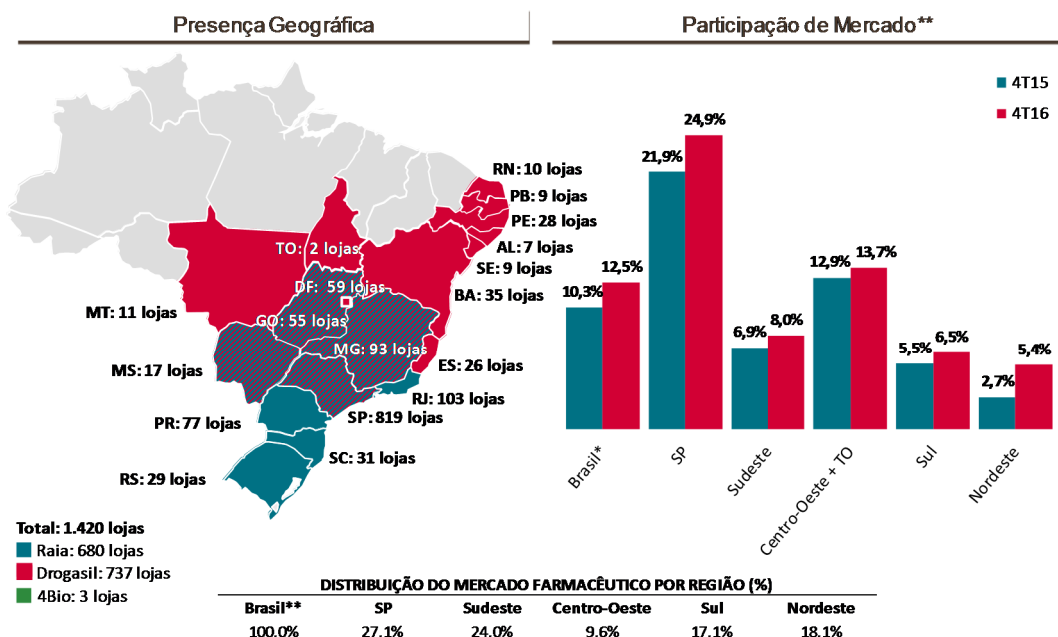 Presença Geográfica
RN: 10 lojas
PB: 9 lojas
PE: 28 lojas
AL: 7 lojas
TO: 2 lojas
SE: 9 lojas
DF: 59 lojas
BA: 35 lojas
MT: 11 lojas
GO: 55 lojas
MG: 93 lojas
ES: 26 lojas
MS: 17 lojas
RJ: 103 lojas
SP: 819 lojas
PR: 77 lojas
SC: 31 lojas
RS: 29 lojas
Total: 1.420 lojas
Raia: 680 lojas
Drogasil: 737 lojas
4Bio: 3 lojas
Participação de Mercado**
4T15
4T16
10,3%
12,5%
21,9%
24,9%
6,9%
8,0%
12,9%
13,7%
5,5%
6,5%
2,7%
5,4%
Brasil*
SP
Sudeste
Centro-Oeste + TO
Sul
Nordeste
DISTRIBUIÇÃO DO MERCADO FARMACÊUTICO POR REGIÃO (%)
Brasil** SP Sudeste Centro-Oeste Sul Nordeste
100.0% 27.1% 24.0% 9.6% 17.1% 18.1%